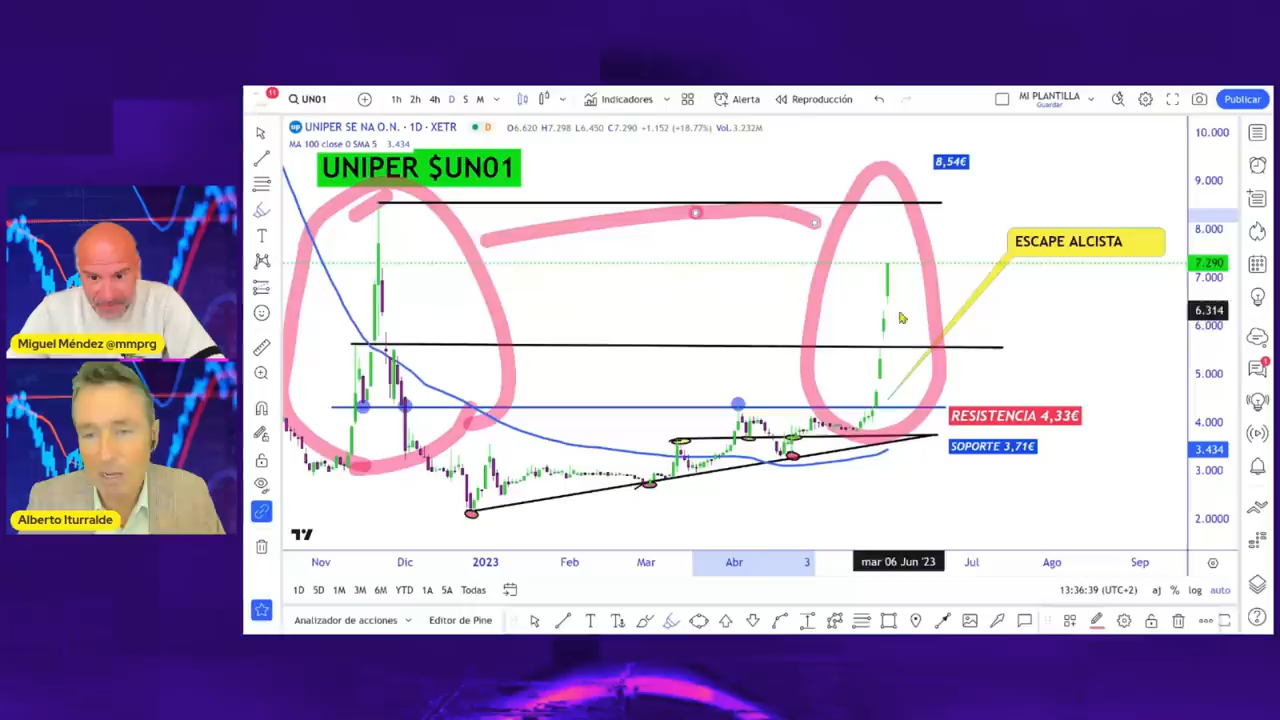 11
UN01
1h 2h 4h D S M
Indicadores
Alerta
Reproducción
MI PLANTILLA
Guardar
Publicar
UNIPER SE NA O.N. · 1D · XETR
D
O6.620 H7.298 L6.450 C7.290 +1.152 (+18.77%) Vol.3.232M
MA 100 close 0 SMA 5 3.434
UNIPER $UN01
8,54€
ESCAPE ALCISTA
RESISTENCIA 4,33€
SOPORTE 3,71€
10.000
9.000
8.000
7.290
7.000
6.314
6.000
5.000
4.000
3.434
3.000
2.0000
1
Miguel Méndez @mmprg
Alberto Iturralde
Nov Dic 2023 Feb Mar Abr 3 mar 06 Jun '23 Jul Ago Sep
1D 5D 1M 3M 6M YTD 1A 5A Todas
13:36:39 (UTC+2) aj % log auto
Analizador de acciones
Editor de Pine